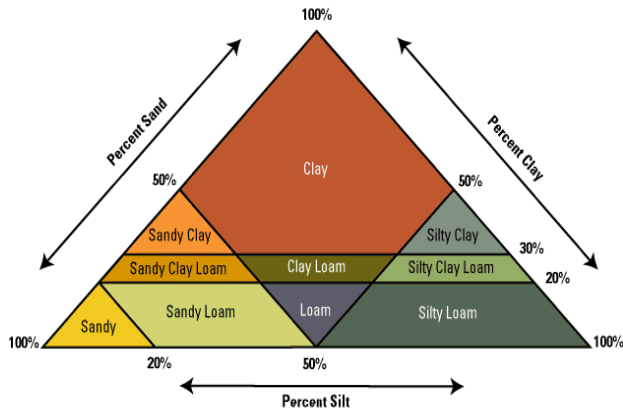 100%
Percent Sand
Percent Clay
Clay
50%
50%
Sandy Clay
Silty Clay
30%
Sandy Clay Loam
Clay Loam
Silty Clay Loam
20%
Sandy
Sandy Loam
Loam
Silty Loam
100%
100%
20%
50%
Percent Silt